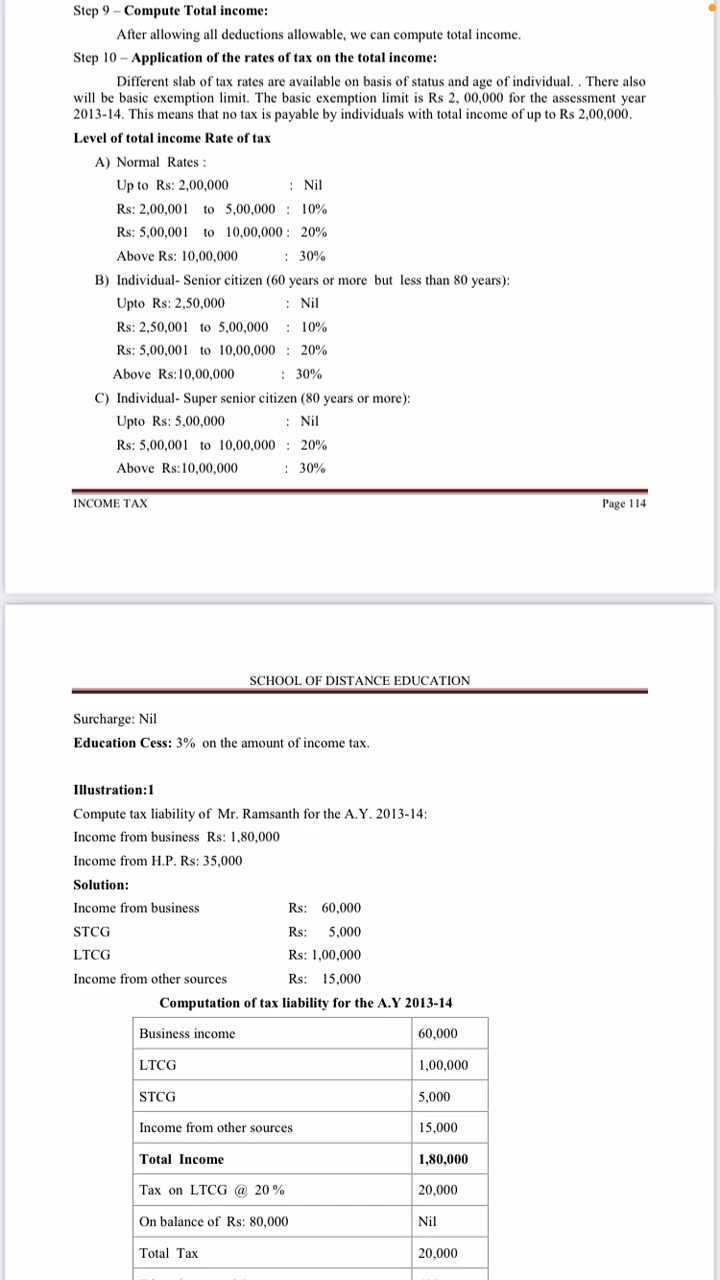 Step 9 – Compute Total income:
After allowing all deductions allowable, we can compute total income.
Step 10 – Application of the rates of tax on the total income:
Different slab of tax rates are available on basis of status and age of individual. . There also
will be basic exemption limit. The basic exemption limit is Rs 2, 00,000 for the assessment year
2013-14. This means that no tax is payable by individuals with total income of up to Rs 2,00,000.
Level of total income Rate of tax
A) Normal Rates :
Up to Rs: 2,00,000 : Nil
Rs: 2,00,001 to 5,00,000 : 10%
Rs: 5,00,001 to 10,00,000 : 20%
Above Rs: 10,00,000 : 30%
B) Individual- Senior citizen (60 years or more but less than 80 years):
Upto Rs: 2,50,000 : Nil
Rs: 2,50,001 to 5,00,000 : 10%
Rs: 5,00,001 to 10,00,000 : 20%
Above Rs:10,00,000 : 30%
C) Individual- Super senior citizen (80 years or more):
Upto Rs: 5,00,000 : Nil
Rs: 5,00,001 to 10,00,000 : 20%
Above Rs:10,00,000 : 30%
INCOME TAX Page 114
SCHOOL OF DISTANCE EDUCATION
Surcharge: Nil
Education Cess: 3% on the amount of income tax.
Illustration:1
Compute tax liability of Mr. Ramsanth for the A.Y. 2013-14:
Income from business Rs: 1,80,000
Income from H.P. Rs: 35,000
Solution:
Income from business Rs: 60,000
STCG Rs: 5,000
LTCG Rs: 1,00,000
Income from other sources Rs: 15,000
Computation of tax liability for the A.Y 2013-14
Business income 60,000
LTCG 1,00,000
STCG 5,000
Income from other sources 15,000
Total Income 1,80,000
Tax on LTCG @ 20 % 20,000
On balance of Rs: 80,000 Nil
Total Tax 20,000